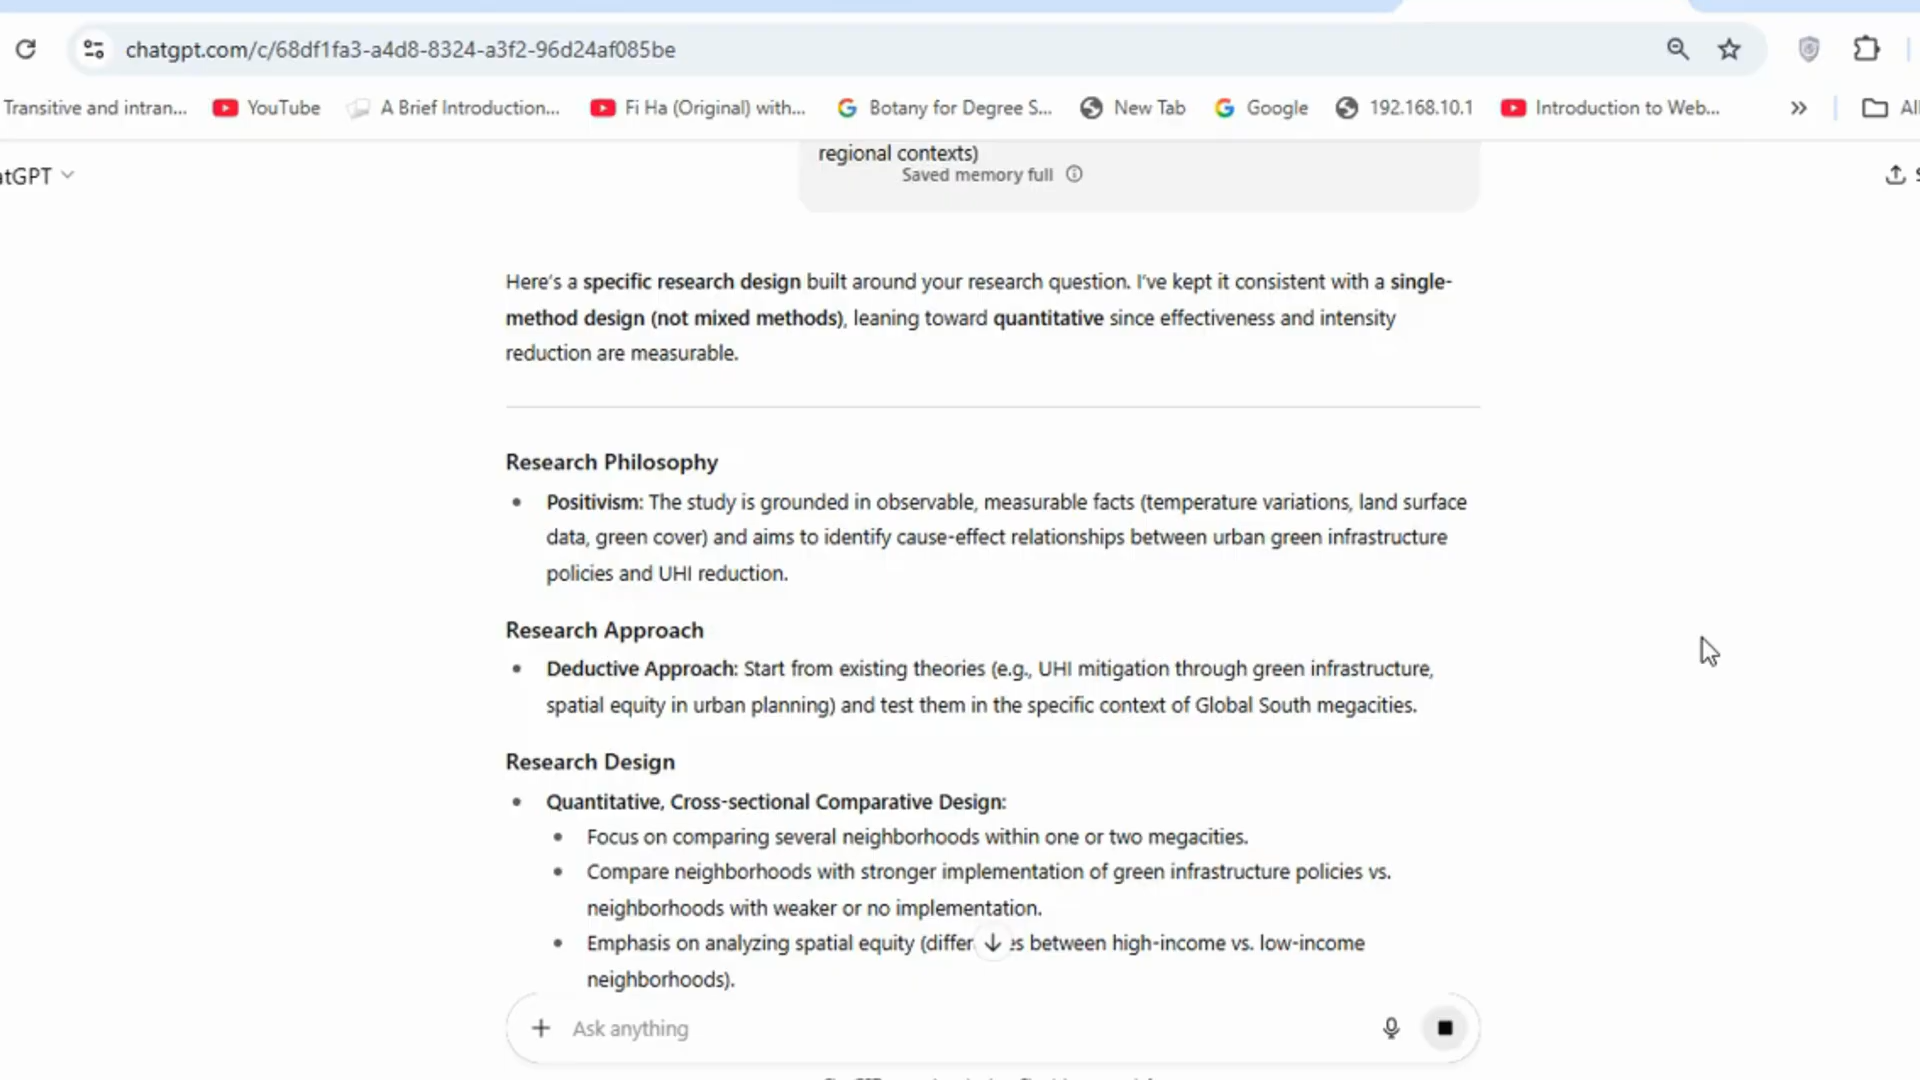 chatgpt.com/c/68df1fa3-a4d8-8324-a3f2-96d24af085be
Transitive and intran... YouTube A Brief Introduction... Fi Ha (Original) with... Botany for Degree S... New Tab Google 192.168.10.1 Introduction to Web... » All
regional contexts)
atGPT Saved memory full
Here's a specific research design built around your research question. I've kept it consistent with a single-
method design (not mixed methods), leaning toward quantitative since effectiveness and intensity
reduction are measurable.
Research Philosophy
• Positivism: The study is grounded in observable, measurable facts (temperature variations, land surface
data, green cover) and aims to identify cause-effect relationships between urban green infrastructure
policies and UHI reduction.
Research Approach
• Deductive Approach: Start from existing theories (e.g., UHI mitigation through green infrastructure,
spatial equity in urban planning) and test them in the specific context of Global South megacities.
Research Design
• Quantitative, Cross-sectional Comparative Design:
• Focus on comparing several neighborhoods within one or two megacities.
• Compare neighborhoods with stronger implementation of green infrastructure policies vs.
neighborhoods with weaker or no implementation.
• Emphasis on analyzing spatial equity (differ es between high-income vs. low-income
neighborhoods).
Ask anything